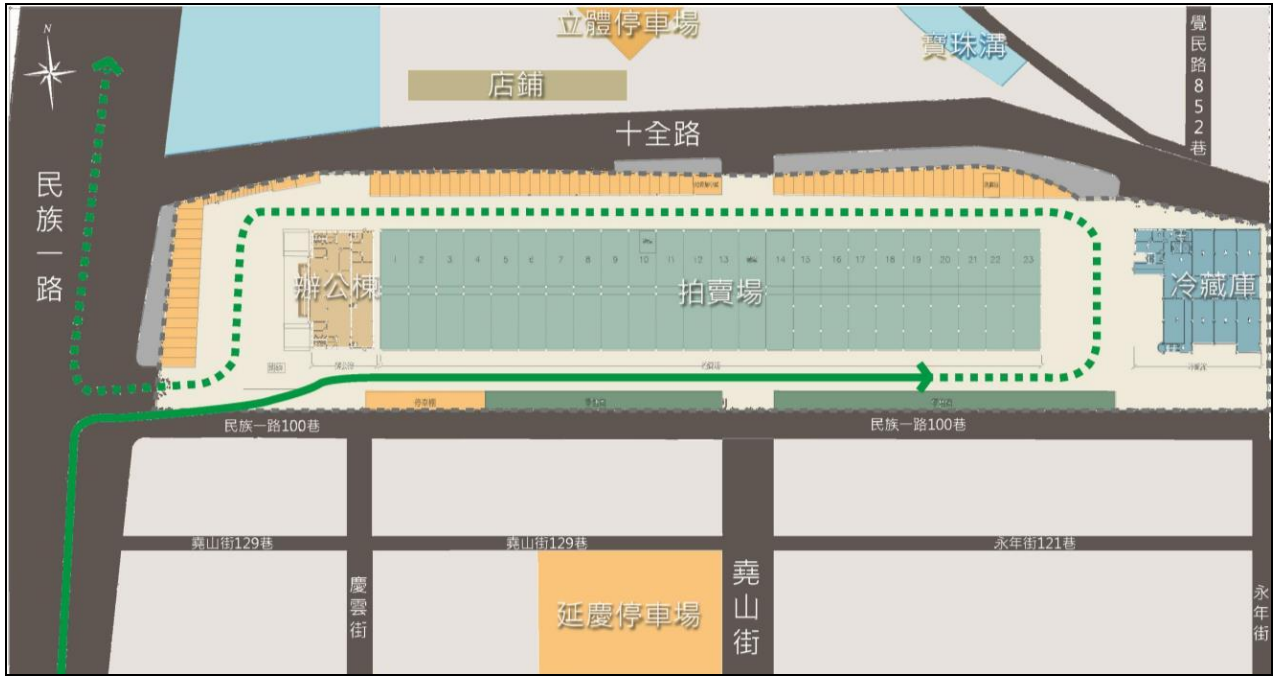 N
立體停車場
寶珠溝
覺民路852巷
店鋪
十全路
民族一路
1 2 3 4 5 6 7 8 9 10 11 12 13 14 15 16 17 18 19 20 21 22 23
辦公棟
拍賣場
冷藏庫
民族一路100巷
民族一路100巷
堯山街129巷
堯山街129巷
永年街121巷
慶雲街
延慶停車場
堯山街
永年街